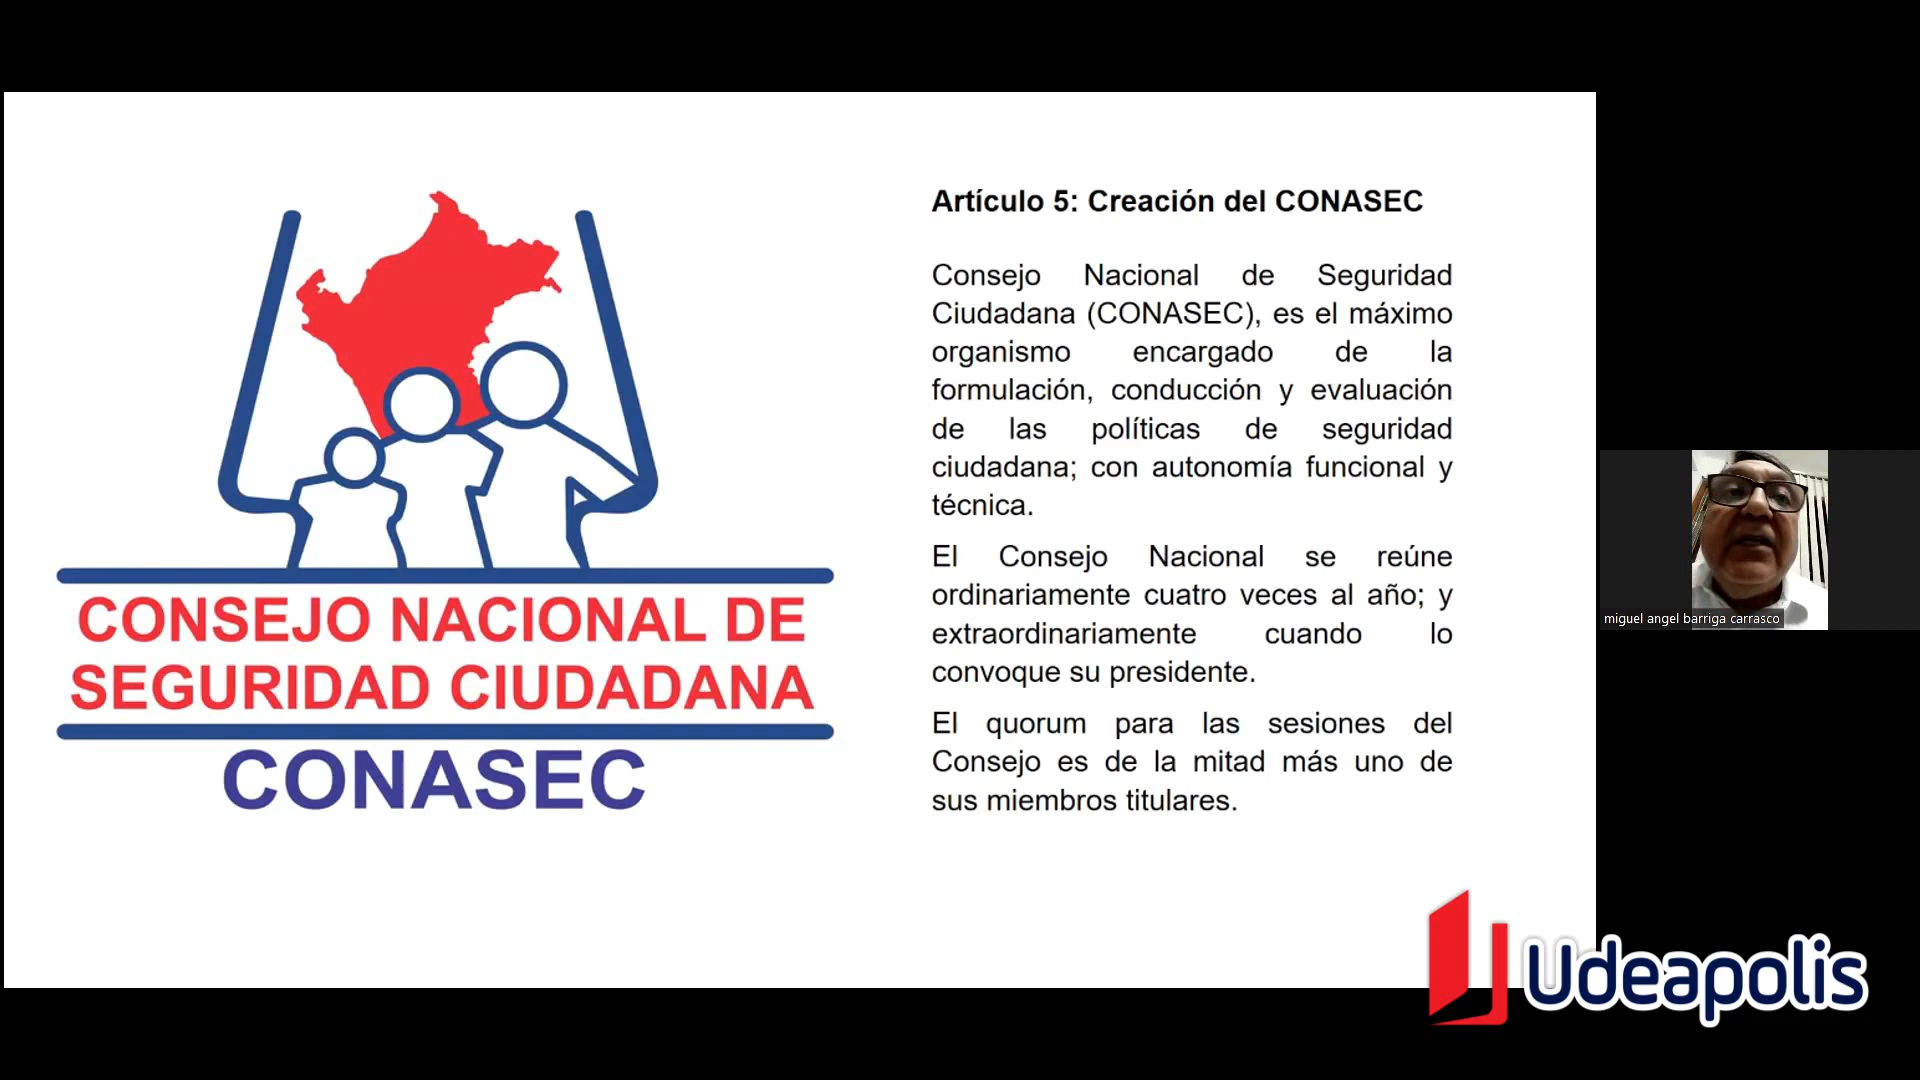 CONSEJO NACIONAL DE
SEGURIDAD CIUDADANA
CONASEC
Artículo 5: Creación del CONASEC
Consejo Nacional de Seguridad
Ciudadana (CONASEC), es el máximo
organismo encargado de la
formulación, conducción y evaluación
de las políticas de seguridad
ciudadana; con autonomía funcional y
técnica.
El Consejo Nacional se reúne
ordinariamente cuatro veces al año; y
extraordinariamente cuando lo
convoque su presidente.
El quorum para las sesiones del
Consejo es de la mitad más uno de
sus miembros titulares.
miguel angel barriga carrasco
Udeapolis